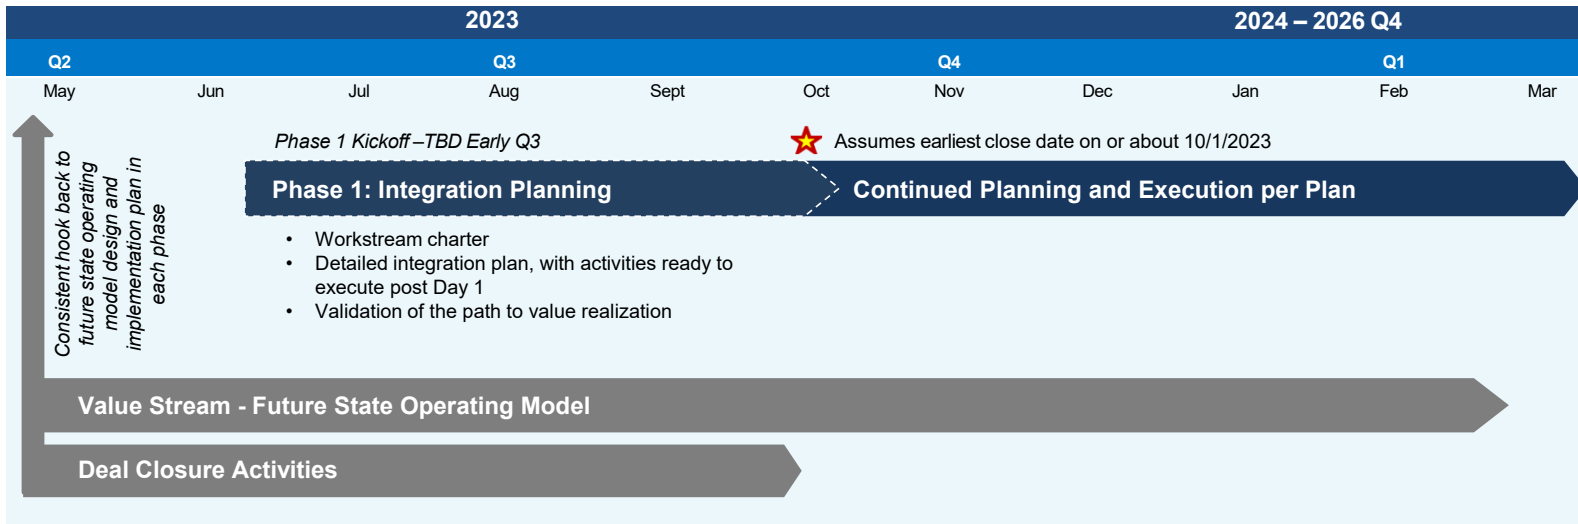 2023
2024 – 2026 Q4
Q2
Q3
Q4
Q1
May
Jun
Jul
Aug
Sept
Oct
Nov
Dec
Jan
Feb
Mar
Consistent hook back to
future state operating
model design and
implementation plan in
each phase
Phase 1 Kickoff –TBD Early Q3
Assumes earliest close date on or about 10/1/2023
Phase 1: Integration Planning
Continued Planning and Execution per Plan
• Workstream charter
• Detailed integration plan, with activities ready to
execute post Day 1
• Validation of the path to value realization
Value Stream - Future State Operating Model
Deal Closure Activities